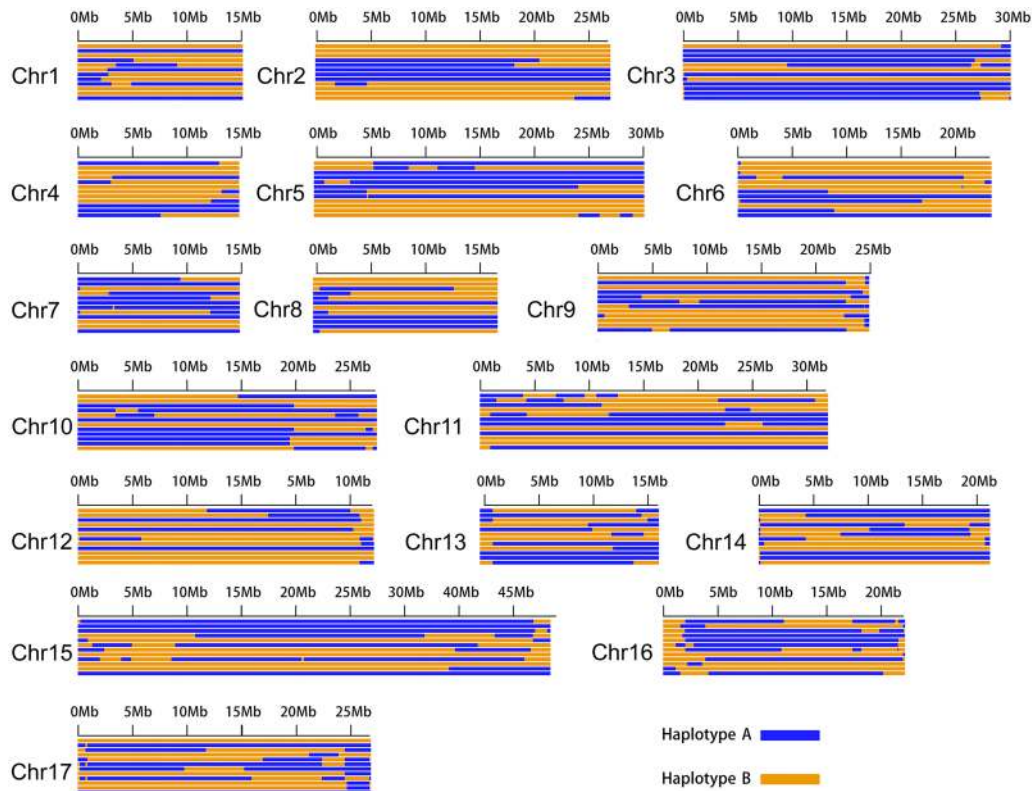 0Mb 5Mb 10Mb 15Mb
Chr1
0Mb 5Mb 10Mb 15Mb 20Mb 25Mb
Chr2
0Mb 5Mb 10Mb 15Mb 20Mb 25Mb 30Mb
Chr3
0Mb 5Mb 10Mb 15Mb
Chr4
0Mb 5Mb 10Mb 15Mb 20Mb 25Mb 30Mb
Chr5
0Mb 5Mb 10Mb 15Mb 20Mb
Chr6
0Mb 5Mb 10Mb 15Mb
Chr7
0Mb 5Mb 10Mb 15Mb
Chr8
0Mb 5Mb 10Mb 15Mb 20Mb 25Mb
Chr9
0Mb 5Mb 10Mb 15Mb 20Mb 25Mb
Chr10
0Mb 5Mb 10Mb 15Mb 20Mb 25Mb 30Mb
Chr11
0Mb 5Mb 10Mb 15Mb 20Mb 5Mb
Chr12
0Mb 5Mb 10Mb 15Mb
Chr13
0Mb 5Mb 10Mb 15Mb 20Mb
Chr14
0Mb 5Mb 10Mb 15Mb 20Mb 25Mb 30Mb 40Mb 45Mb
Chr15
0Mb 5Mb 10Mb 15Mb 20Mb
Chr16
0Mb 5Mb 10Mb 15Mb 20Mb 25Mb
Chr17
Haplotype A
Haplotype B